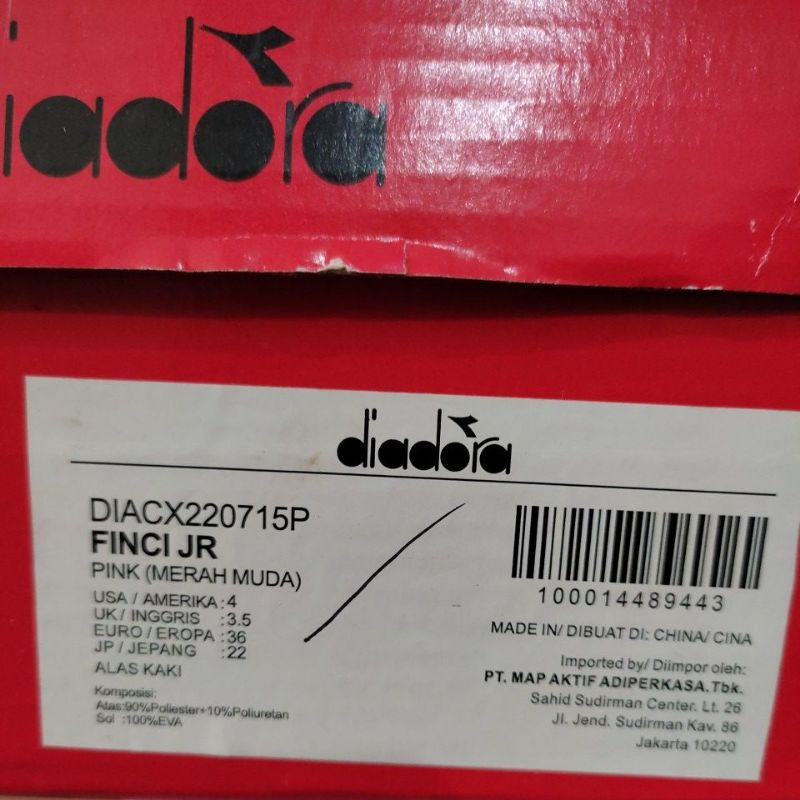 diadora
diadora
DIACX220715P
FINCI JR
PINK (MERAH MUDA)
USA / AMERIKA :4
UK / INGGRIS :3.5
EURO / EROPA :36
JP / JEPANG :22
ALAS KAKI
Komposisi:
Atas:90%Poliester+10%Poliuretan
Sol :100%EVA
100014489443
MADE IN/ DIBUAT DI: CHINA/ CINA
Imported by/ Diimpor oleh:
PT. MAP AKTIF ADIPERKASA.Tbk.
Sahid Sudirman Center. Lt. 26
Jl. Jend. Sudirman Kav. 86
Jakarta 10220